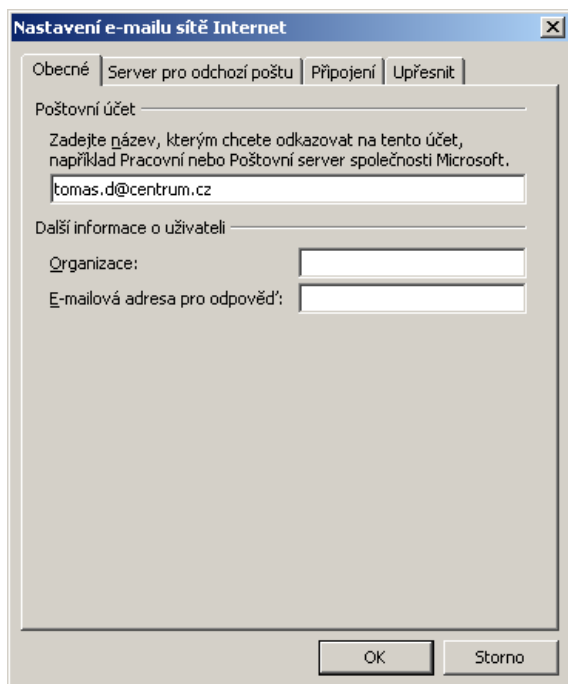 Nastavení e-mailu sítě Internet
Obecné
Server pro odchozí poštu
Připojení
Upřesnit
Poštovní účet
Zadejte název, kterým chcete odkazovat na tento účet,
například Pracovní nebo Poštovní server společnosti Microsoft.
tomas.d@centrum.cz
Další informace o uživateli
Organizace:
E-mailová adresa pro odpověď:
OK
Storno